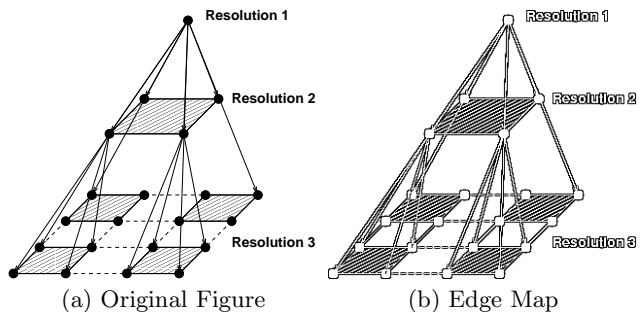 Resolution 1
Resolution 1
Resolution 2
Resolution 2
Resolution 3
Resolution 3
(a) Original Figure
(b) Edge Map